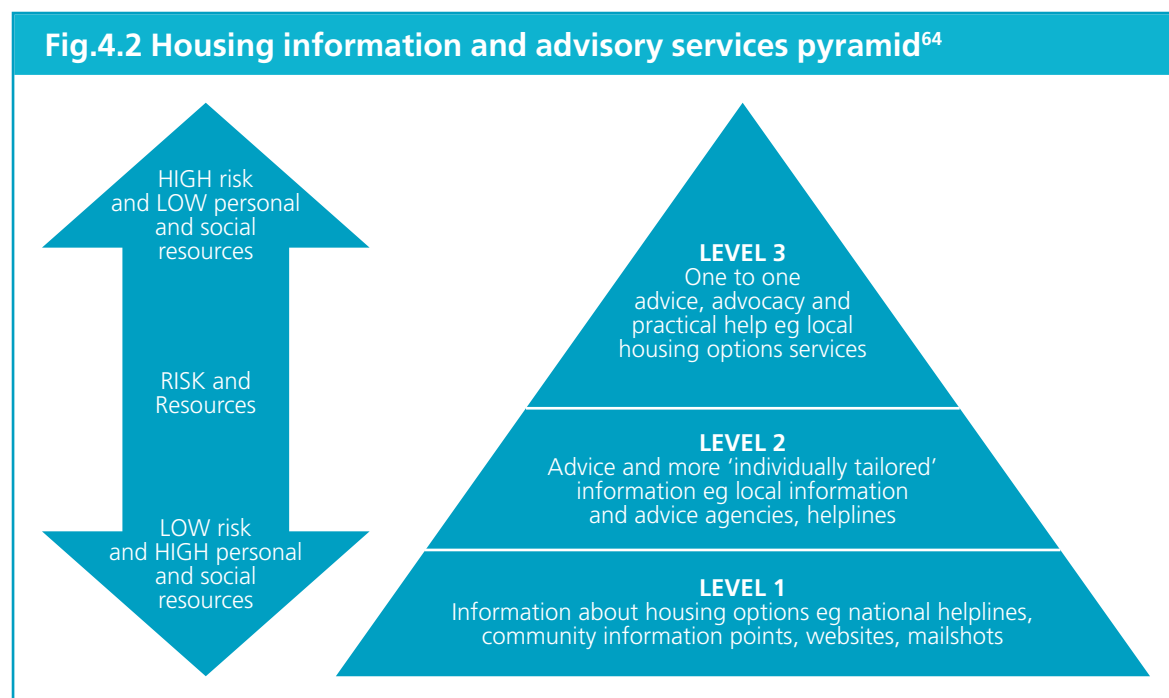 Fig.4.2 Housing information and advisory services pyramid64
HIGH risk
and LOW personal
and social
resources
RISK and
Resources
LOW risk
and HIGH personal
and social
resources
LEVEL 3
One to one
advice, advocacy and
practical help eg local
housing options services
LEVEL 2
Advice and more ‘individually tailored’
information eg local information
and advice agencies, helplines
LEVEL 1
Information about housing options eg national helplines,
community information points, websites, mailshots